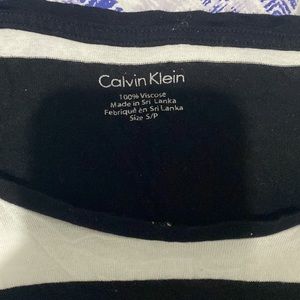 Calvin Klein
100% Viscose
Made in Sri Lanka
Fabriqué en Sri Lanka
Size S/P